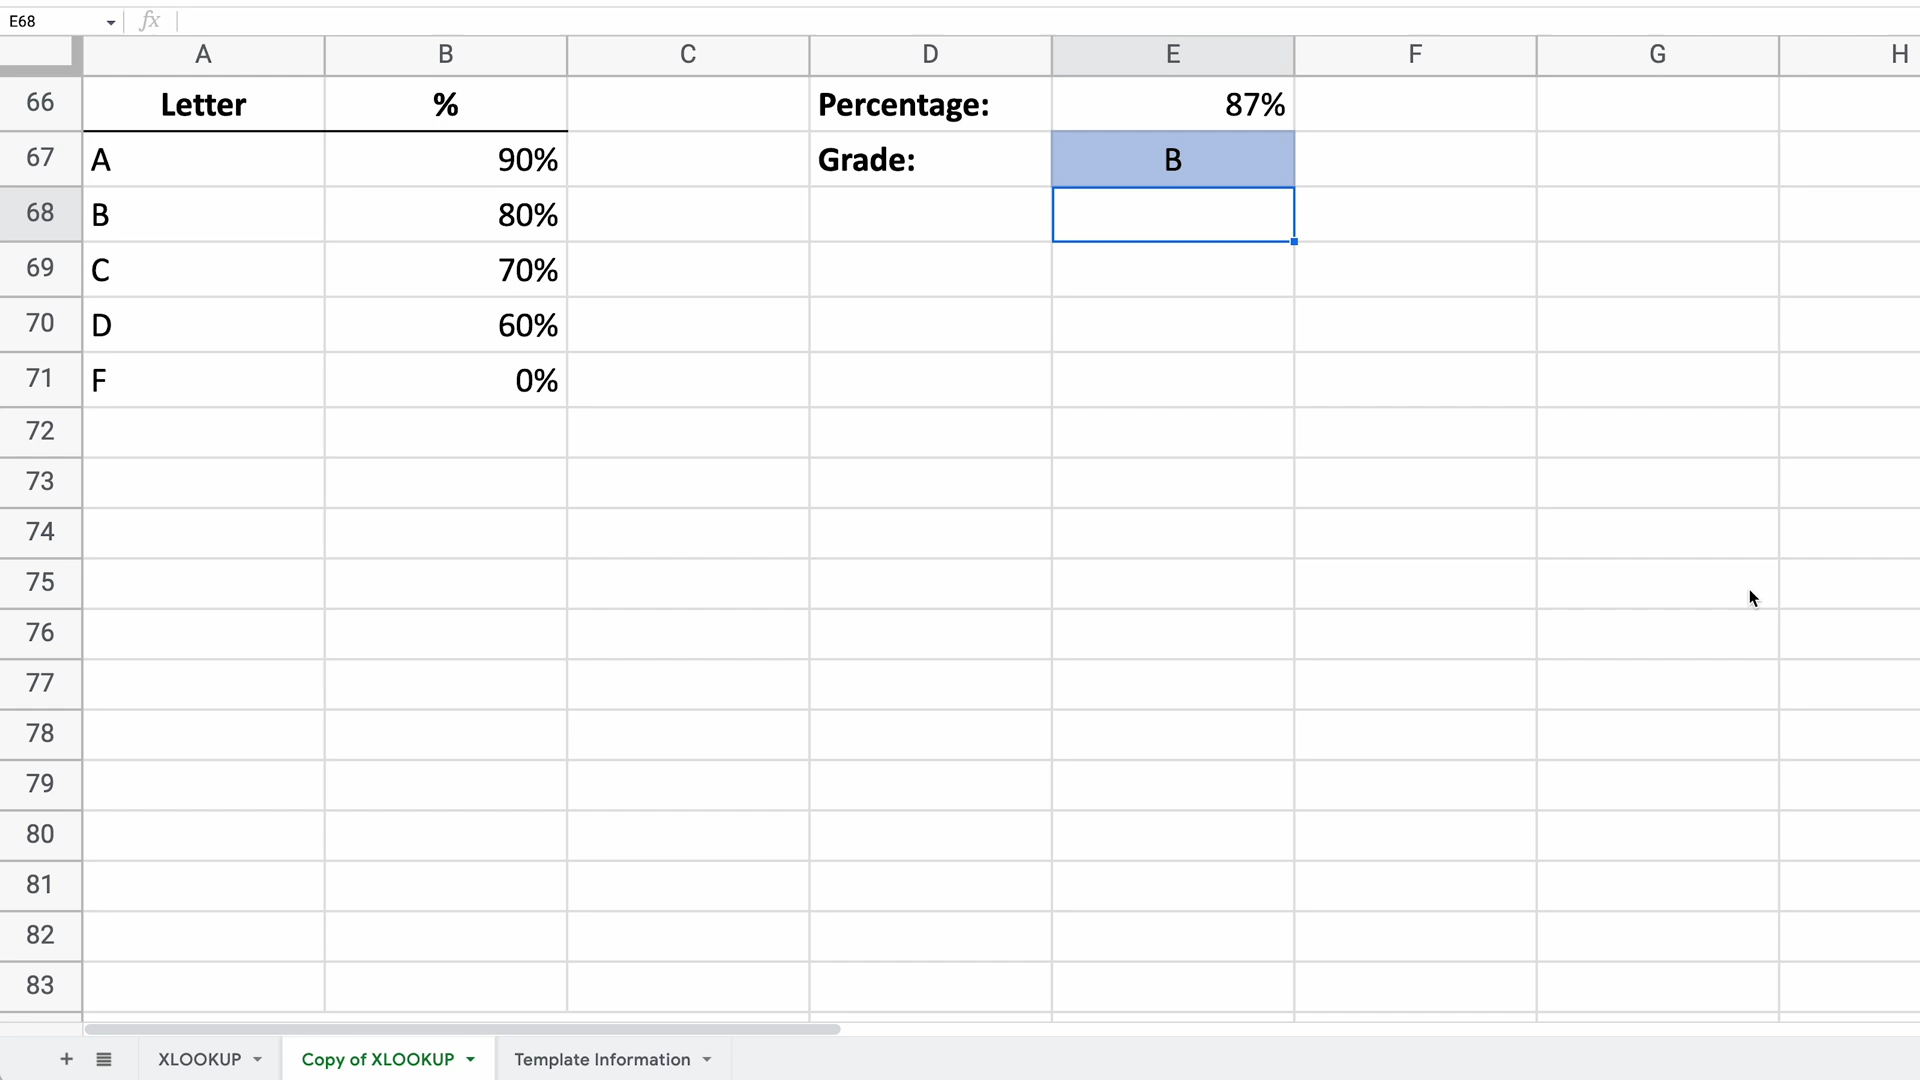 E68 fx
A B C D E F G H
66 Letter % Percentage: 87%
67 A 90% Grade: B
68 B 80%
69 C 70%
70 D 60%
71 F 0%
72
73
74
75
76
77
78
79
80
81
82
83
+ XLOOKUP Copy of XLOOKUP Template Information